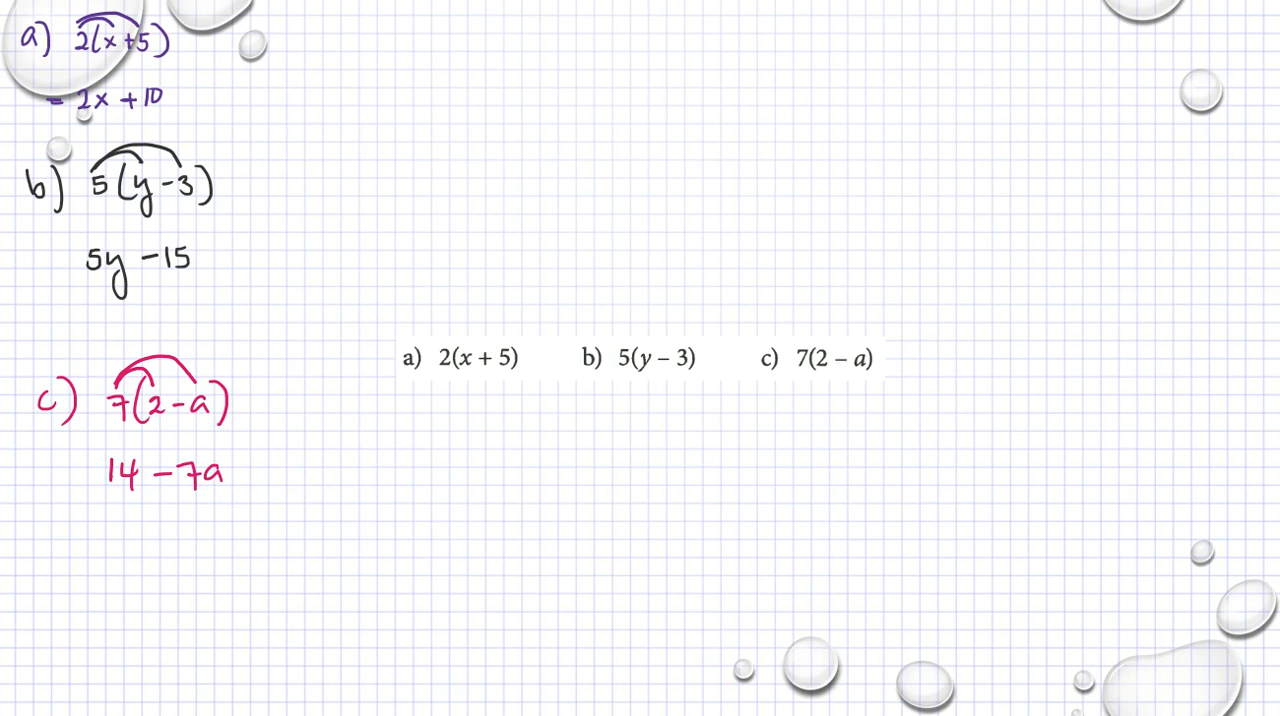 a) 2(x+5)
= 2x +10
b) 5(y-3)
5y -15
c) 7(2-a)
14 -7a
a) 2(x + 5) b) 5(y – 3) c) 7(2 – a)